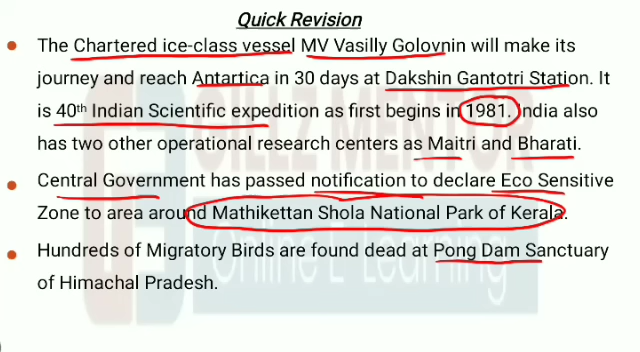 Quick Revision
The Chartered ice-class vessel MV Vasilly Golovnin will make its
journey and reach Antartica in 30 days at Dakshin Gantotri Station. It
is 40th Indian Scientific expedition as first begins in 1981. India also
has two other operational research centers as Maitri and Bharati.
Central Government has passed notification to declare Eco Sensitive
Zone to area around Mathikettan Shola National Park of Kerala.
Hundreds of Migratory Birds are found dead at Pong Dam Sanctuary
of Himachal Pradesh.